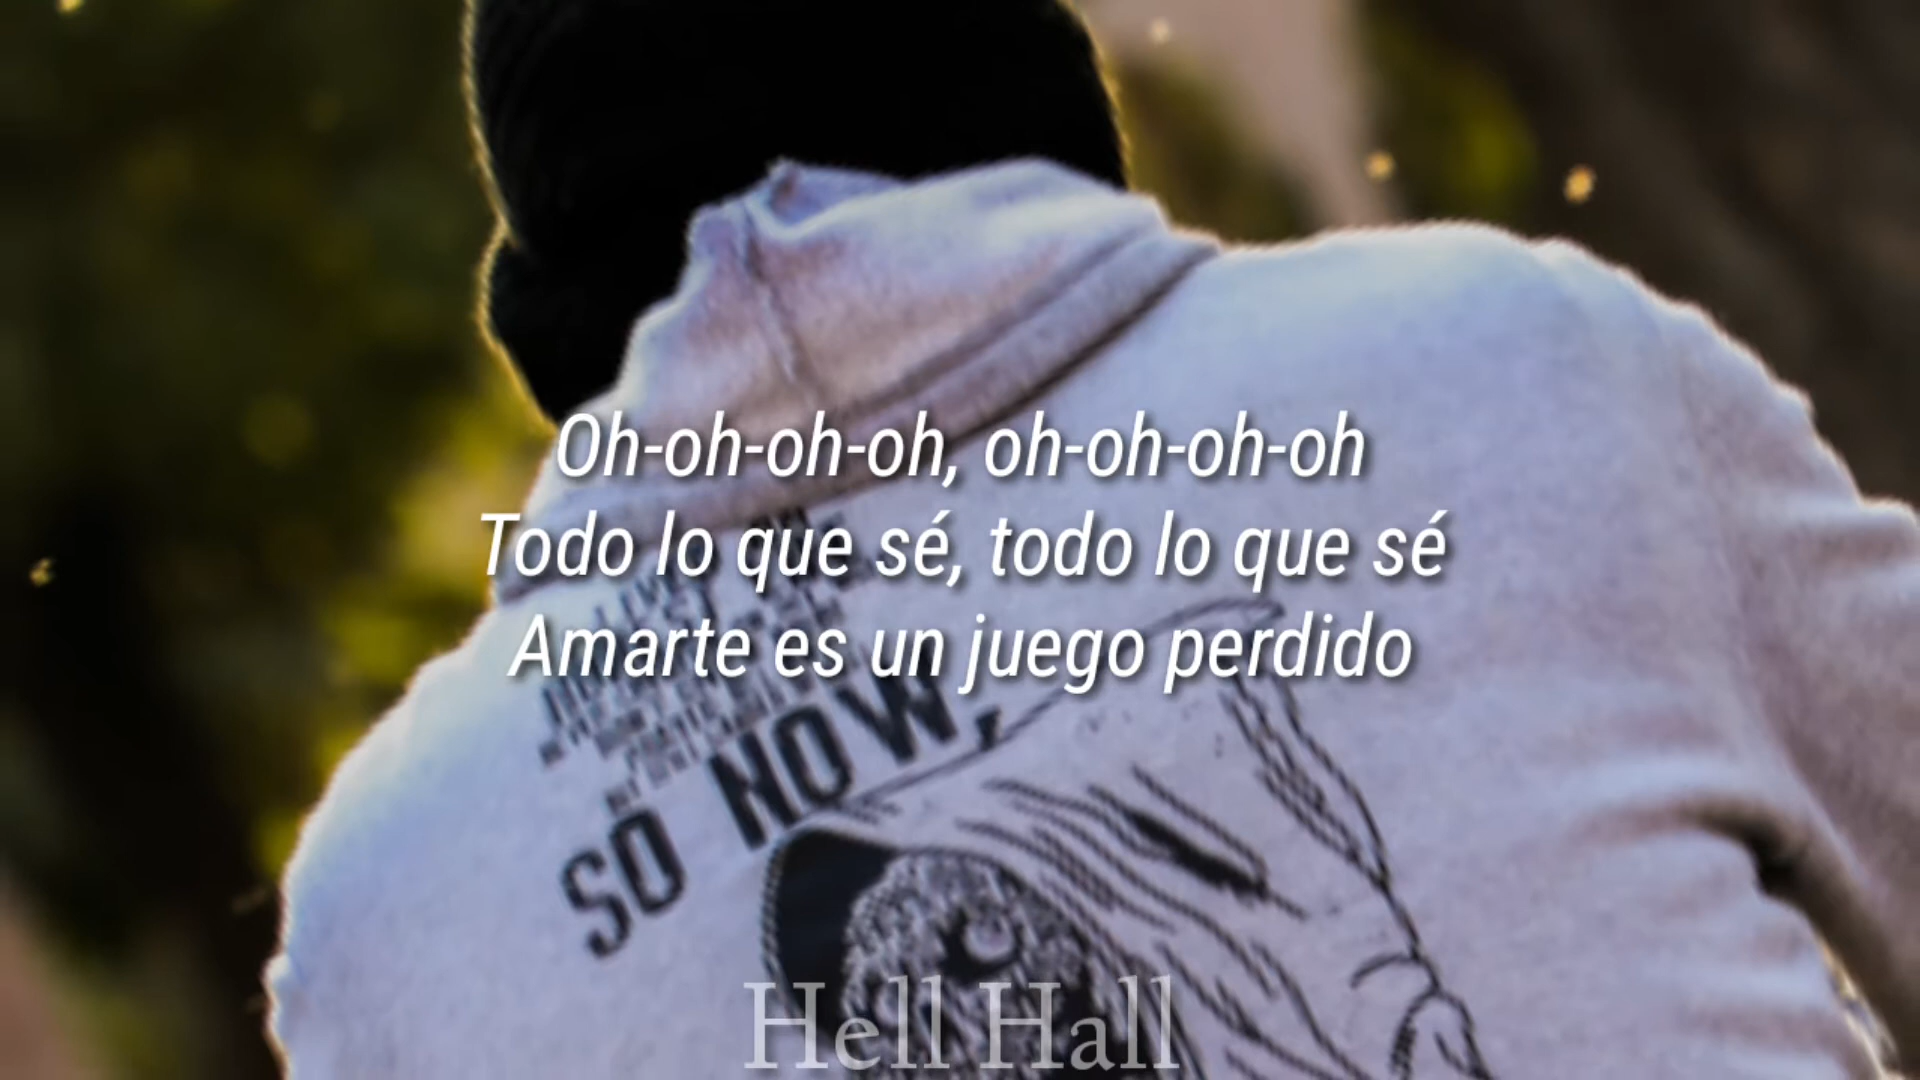 Oh-oh-oh-oh, oh-oh-oh-oh
Todo lo que sé, todo lo que sé
Amarte es un juego perdido
SO NOW,
Hell Hall